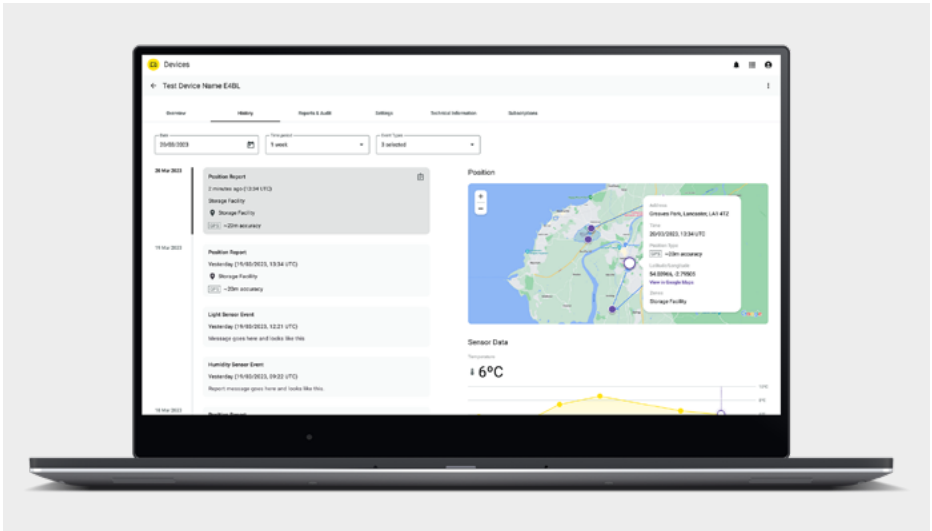 Devices
Test Device Name E4BL
Overview
History
Reports & Audit
Settings
Technical Information
Subscriptions
Date
20/03/2023
Time period
1 week
Event Types
3 selected
20 Mar 2023
Position Report
2 minutes ago (13:34 UTC)
Storage Facility
Storage Facility
GPS ~20m accuracy
19 Mar 2023
Position Report
Yesterday (19/03/2023, 13:34 UTC)
Storage Facility
GPS ~20m accuracy
Light Sensor Event
Yesterday (19/03/2023, 12:21 UTC)
Message goes here and looks like this
Humidity Sensor Event
Yesterday (19/03/2023, 09:22 UTC)
Report message goes here and looks like this.
18 Mar 2023
Position Report
Position
+
Address
Greaves Park, Lancaster, LA1 4TZ
Time
20/03/2023, 13:34 UTC
Position Type
GPS ~20m accuracy
Latitude/Longitude
View in Google Maps
Zones
Storage Facility
Sensor Data
Temperature
6ºC